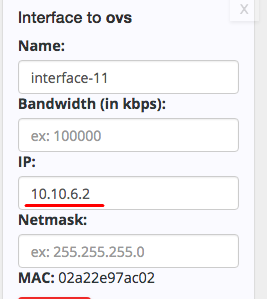 X
Interface to ovs
Name:
interface-11
Bandwidth (in kbps):
ex: 100000
IP:
10.10.6.2
Netmask:
ex: 255.255.255.0
MAC: 02a22e97ac02